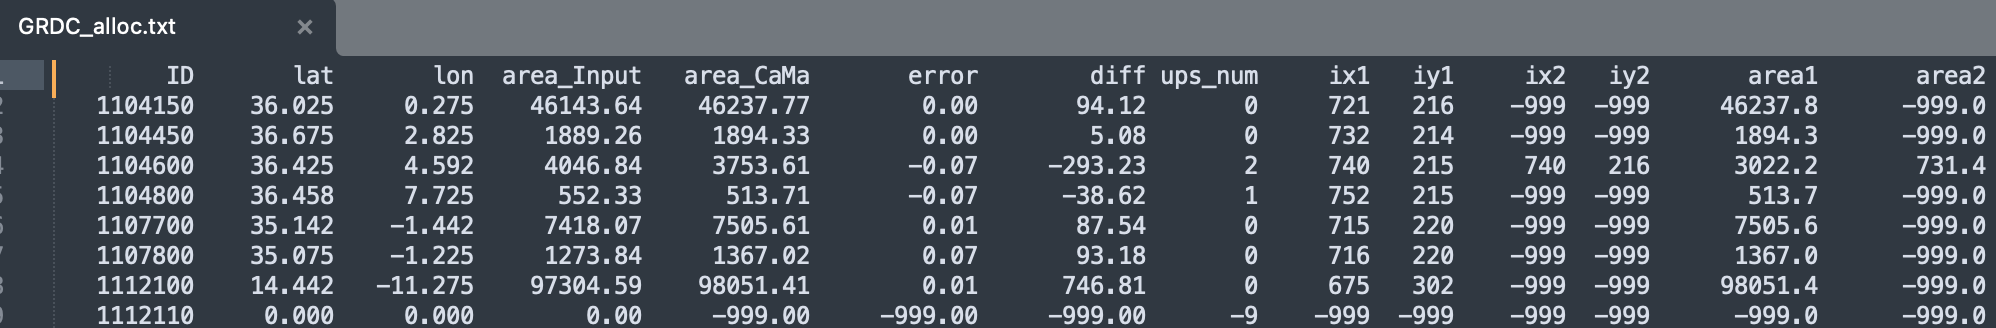 GRDC_alloc.txt ×
ID lat lon area_Input area_CaMa error diff ups_num ix1 iy1 ix2 iy2 area1 area2
1104150 36.025 0.275 46143.64 46237.77 0.00 94.12 0 721 216 -999 -999 46237.8 -999.0
1104450 36.675 2.825 1889.26 1894.33 0.00 5.08 0 732 214 -999 -999 1894.3 -999.0
1104600 36.425 4.592 4046.84 3753.61 -0.07 -293.23 2 740 215 740 216 3022.2 731.4
1104800 36.458 7.725 552.33 513.71 -0.07 -38.62 1 752 215 -999 -999 513.7 -999.0
1107700 35.142 -1.442 7418.07 7505.61 0.01 87.54 0 715 220 -999 -999 7505.6 -999.0
1107800 35.075 -1.225 1273.84 1367.02 0.07 93.18 0 716 220 -999 -999 1367.0 -999.0
1112100 14.442 -11.275 97304.59 98051.41 0.01 746.81 0 675 302 -999 -999 98051.4 -999.0
1112110 0.000 0.000 0.00 -999.00 -999.00 -999.00 -9 -999 -999 -999 -999 -999.0 -999.0